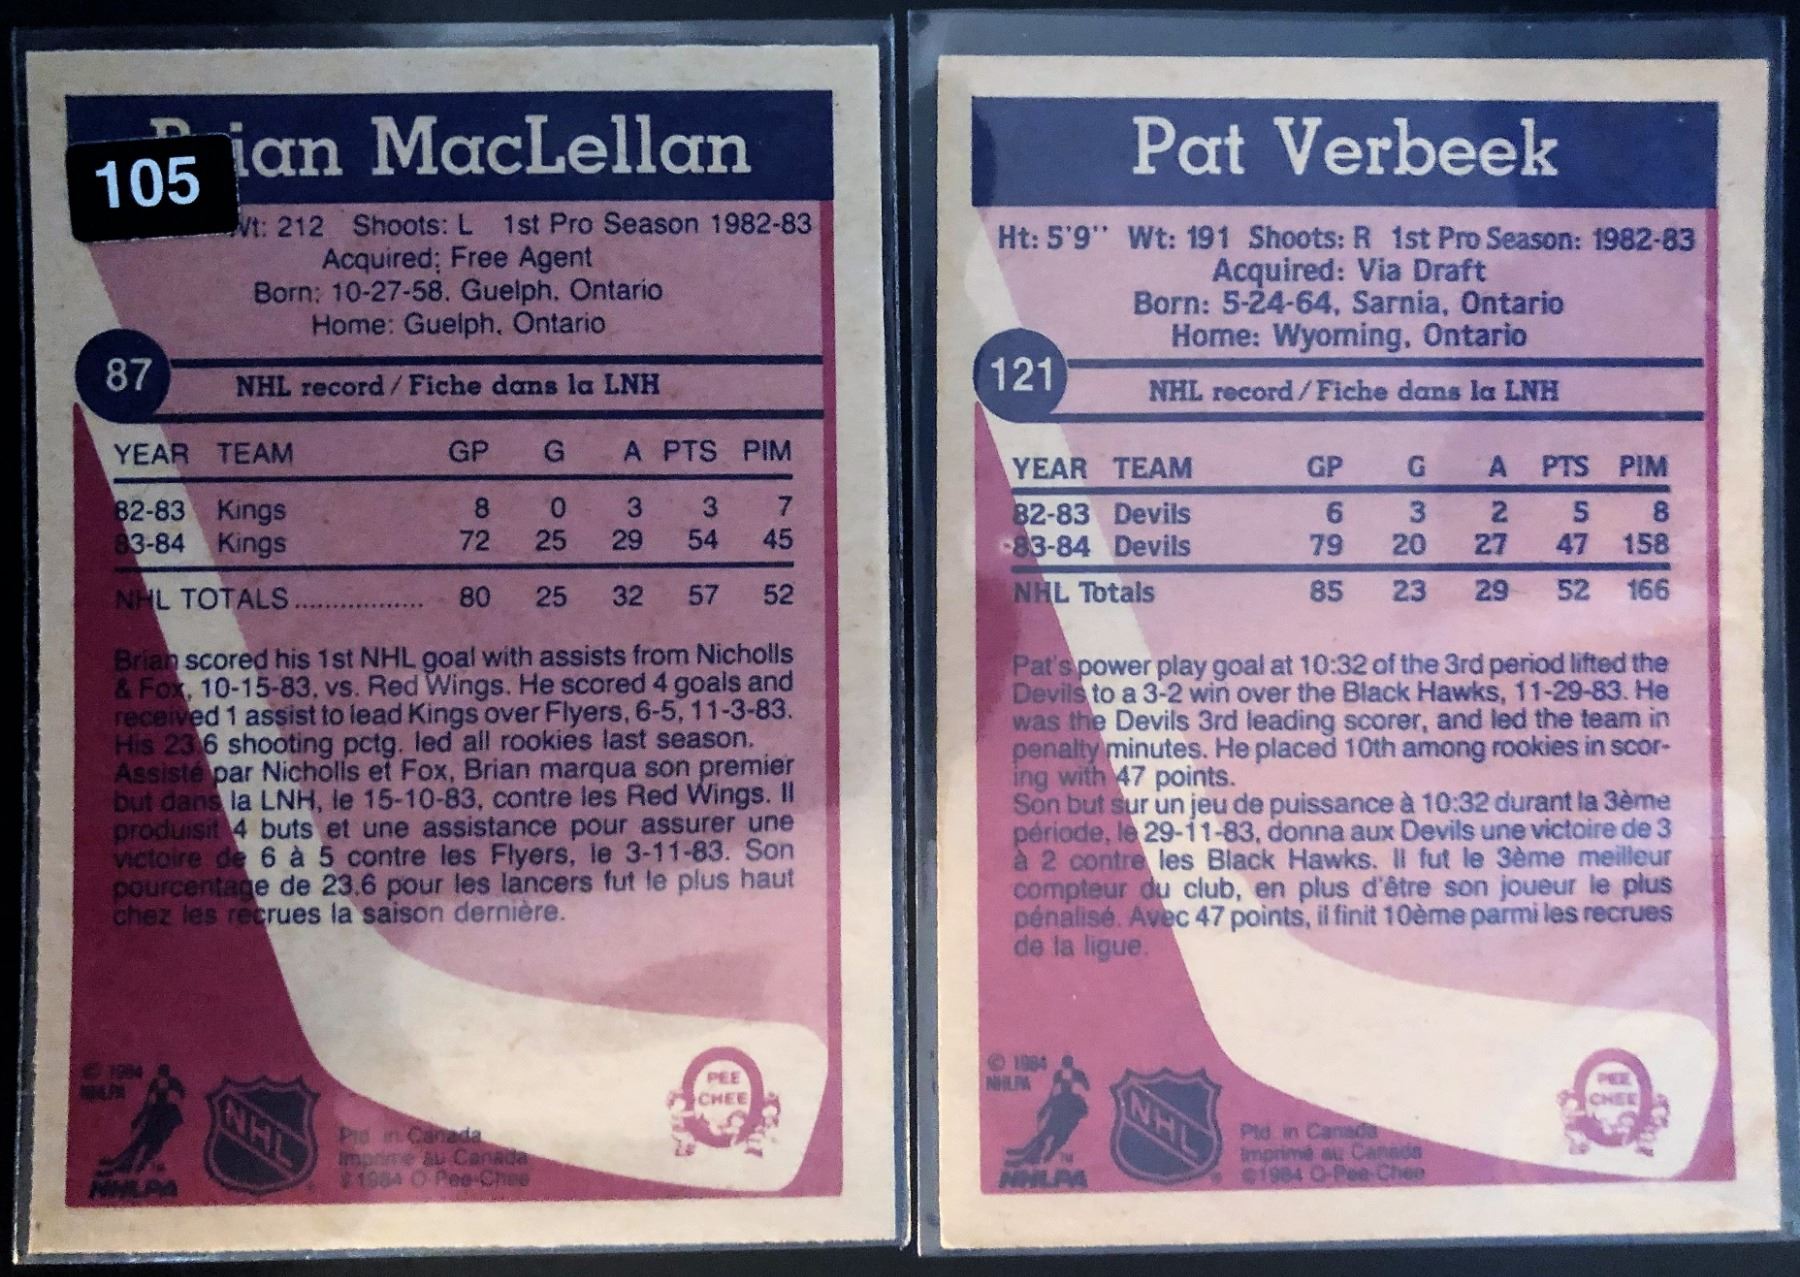 Brian MacLellan
105
Wt: 212 Shoots: L 1st Pro Season 1982-83
Acquired: Free Agent
Born: 10-27-58, Guelph, Ontario
Home: Guelph, Ontario
87
NHL record / Fiche dans la LNH
YEAR TEAM GP G A PTS PIM
82-83 Kings 8 0 3 3 7
83-84 Kings 72 25 29 54 45
NHL TOTALS.................. 80 25 32 57 52
Brian scored his 1st NHL goal with assists from Nicholls
& Fox, 10-15-83, vs. Red Wings. He scored 4 goals and
received 1 assist to lead Kings over Flyers, 6-5, 11-3-83.
His 23.6 shooting pctg. led all rookies last season.
Assisté par Nicholls et Fox, Brian marqua son premier
but dans la LNH, le 15-10-83, contre les Red Wings. Il
produisit 4 buts et une assistance pour assurer une
victoire de 6 à 5 contre les Flyers, le 3-11-83. Son
pourcentage de 23.6 pour les lancers fut le plus haut
chez les recrues la saison dernière.
© 1984
NHLPA
NHLPA
TM
NHL
Ptd. in Canada
Imprimé au Canada
©1984 O-Pee-Chee
PEE
CHEE
Pat Verbeek
Ht: 5'9'' Wt: 191 Shoots: R 1st Pro Season: 1982-83
Acquired: Via Draft
Born: 5-24-64, Sarnia, Ontario
Home: Wyoming, Ontario
121
NHL record / Fiche dans la LNH
YEAR TEAM GP G A PTS PIM
82-83 Devils 6 3 2 5 8
83-84 Devils 79 20 27 47 158
NHL Totals 85 23 29 52 166
Pat's power play goal at 10:32 of the 3rd period lifted the
Devils to a 3-2 win over the Black Hawks, 11-29-83. He
was the Devils 3rd leading scorer, and led the team in
penalty minutes. He placed 10th among rookies in scor-
ing with 47 points.
Son but sur un jeu de puissance à 10:32 durant la 3ème
période, le 29-11-83, donna aux Devils une victoire de 3
à 2 contre les Black Hawks. Il fut le 3ème meilleur
compteur du club, en plus d'être son joueur le plus
pénalisé. Avec 47 points, il finit 10ème parmi les recrues
de la ligue.
© 1984
NHLPA
NHLPA
TM
NHL
Ptd. in Canada
Imprimé au Canada
©1984 O-Pee-Chee
PEE
CHEE